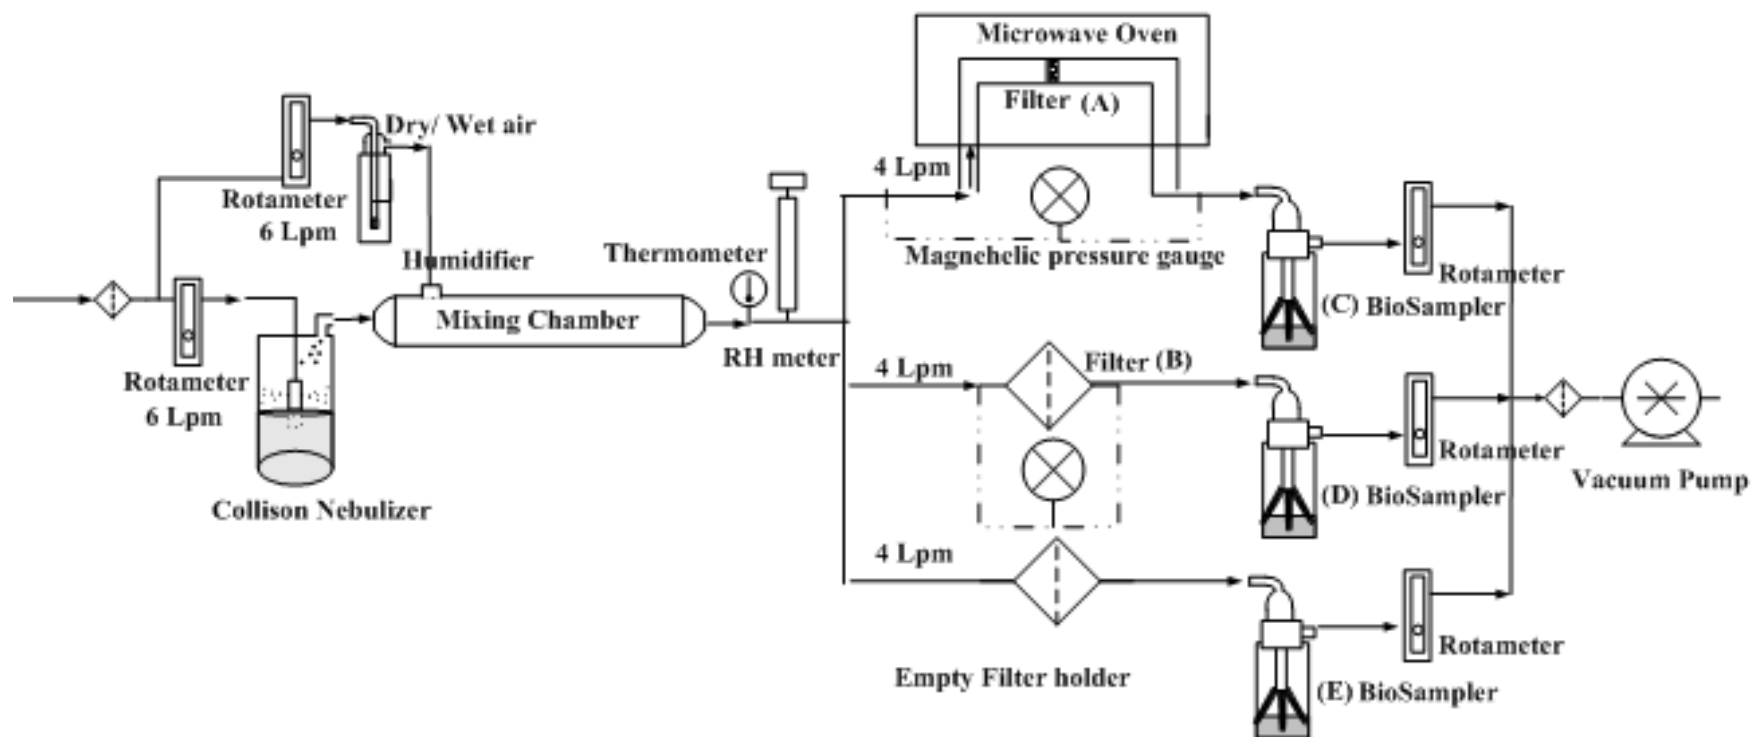 Microwave Oven
Filter (A)
Dry/ Wet air
4 Lpm
Rotameter
6 Lpm
Humidifier
Thermometer
Magnehelic pressure gauge
Rotameter
Mixing Chamber
(C) BioSampler
RH meter
4 Lpm
Filter (B)
Rotameter
6 Lpm
Rotameter
Vacuum Pump
Collison Nebulizer
(D) BioSampler
4 Lpm
Rotameter
Empty Filter holder
(E) BioSampler